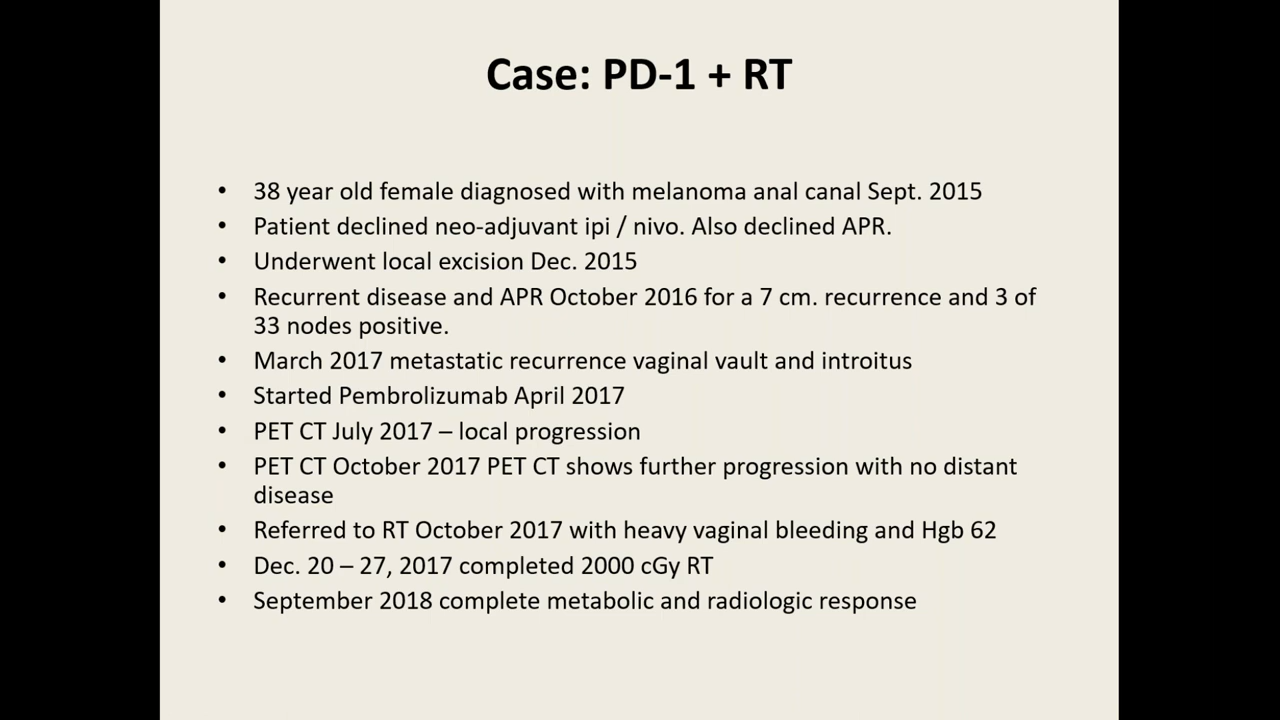 Case: PD-1 + RT
• 38 year old female diagnosed with melanoma anal canal Sept. 2015
• Patient declined neo-adjuvant ipi / nivo. Also declined APR.
• Underwent local excision Dec. 2015
• Recurrent disease and APR October 2016 for a 7 cm. recurrence and 3 of
33 nodes positive.
• March 2017 metastatic recurrence vaginal vault and introitus
• Started Pembrolizumab April 2017
• PET CT July 2017 – local progression
• PET CT October 2017 PET CT shows further progression with no distant
disease
• Referred to RT October 2017 with heavy vaginal bleeding and Hgb 62
• Dec. 20 – 27, 2017 completed 2000 cGy RT
• September 2018 complete metabolic and radiologic response